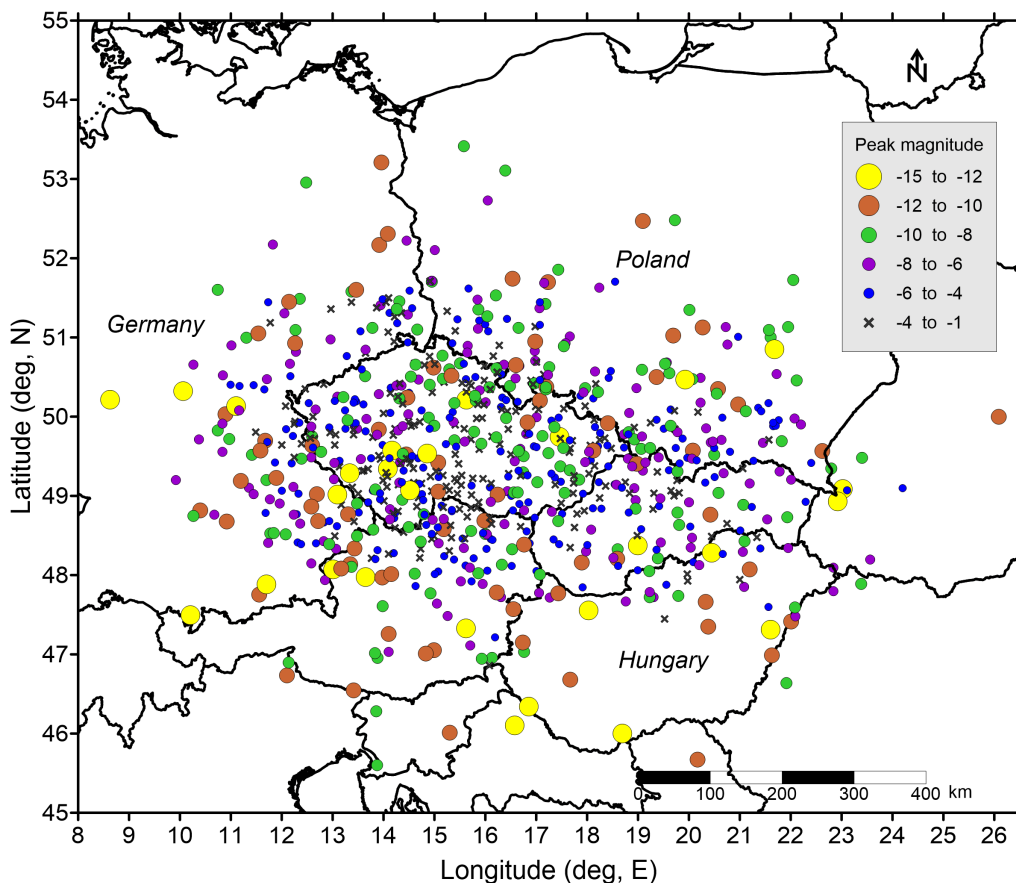 55
54
53
52
51
50
49
48
47
46
45
Latitude (deg, N)
N
Peak magnitude
-15 to -12
-12 to -10
-10 to -8
-8 to -6
-6 to -4
-4 to -1
Poland
Germany
Hungary
0 100 200 300 400 km
8 9 10 11 12 13 14 15 16 17 18 19 20 21 22 23 24 25 26
Longitude (deg, E)